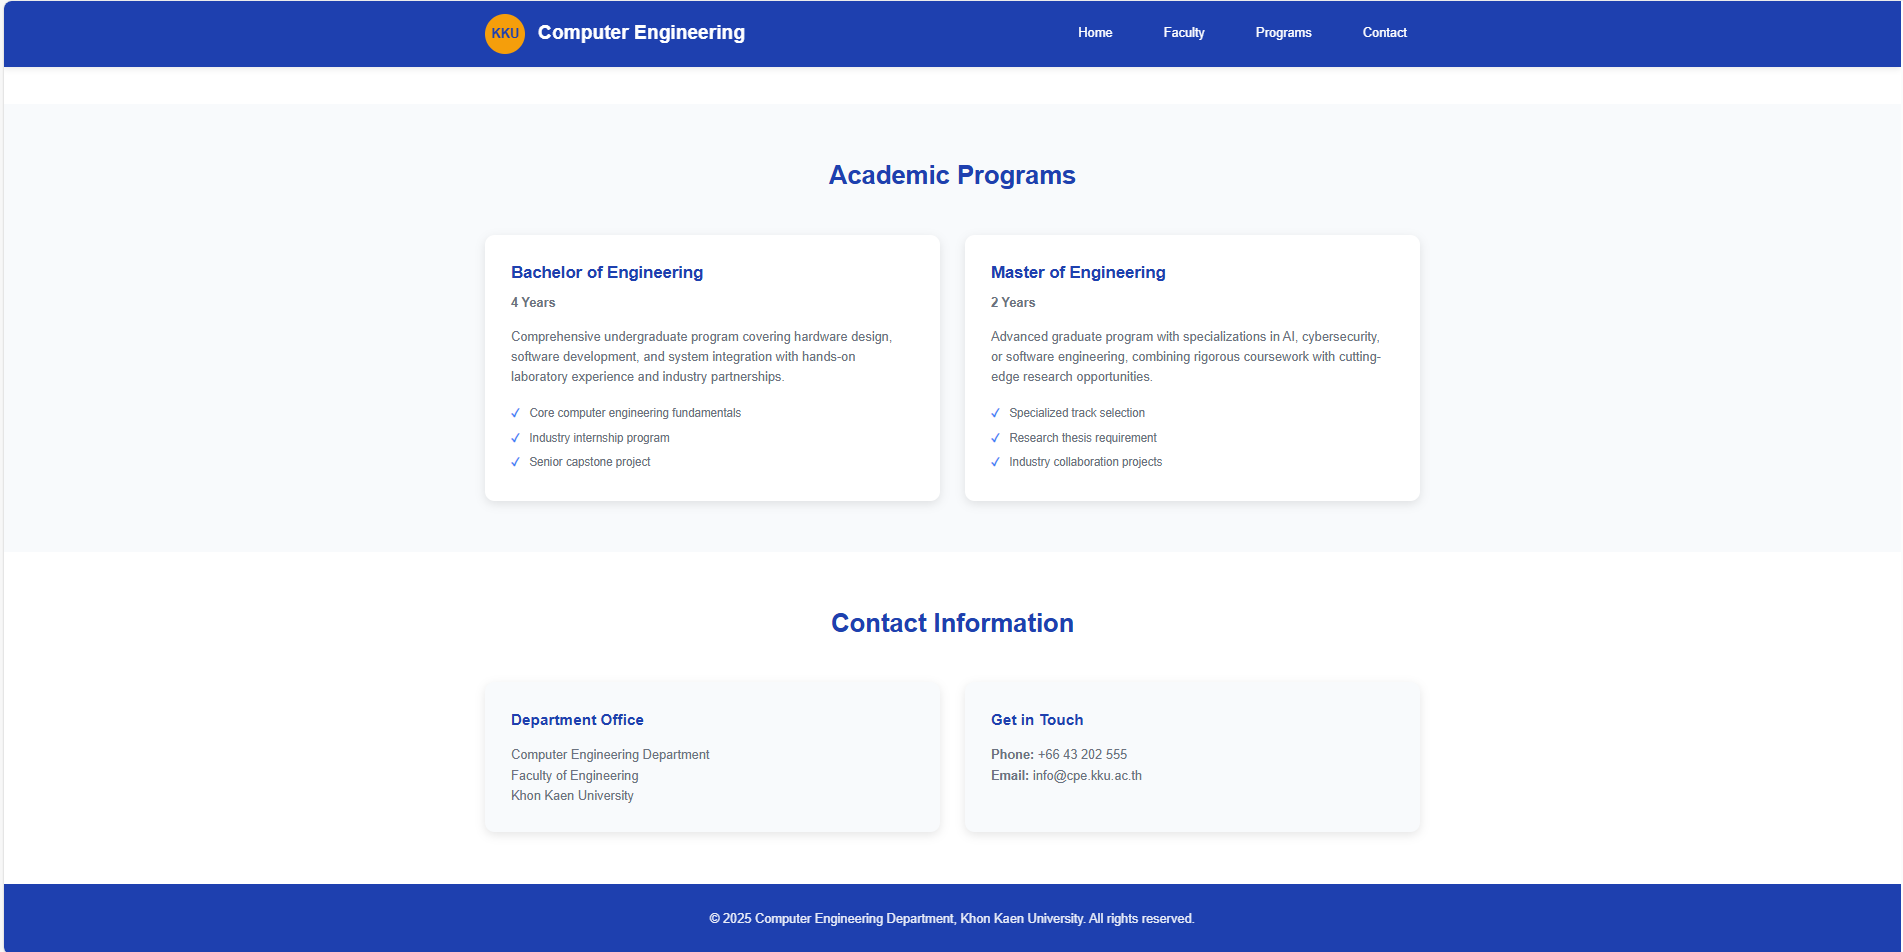 KKU Computer Engineering Home Faculty Programs Contact
Academic Programs
Bachelor of Engineering
4 Years
Comprehensive undergraduate program covering hardware design,
software development, and system integration with hands-on
laboratory experience and industry partnerships.
✓ Core computer engineering fundamentals
✓ Industry internship program
✓ Senior capstone project
Master of Engineering
2 Years
Advanced graduate program with specializations in AI, cybersecurity,
or software engineering, combining rigorous coursework with cutting-
edge research opportunities.
✓ Specialized track selection
✓ Research thesis requirement
✓ Industry collaboration projects
Contact Information
Department Office
Computer Engineering Department
Faculty of Engineering
Khon Kaen University
Get in Touch
Phone: +66 43 202 555
Email: info@cpe.kku.ac.th
© 2025 Computer Engineering Department, Khon Kaen University. All rights reserved.